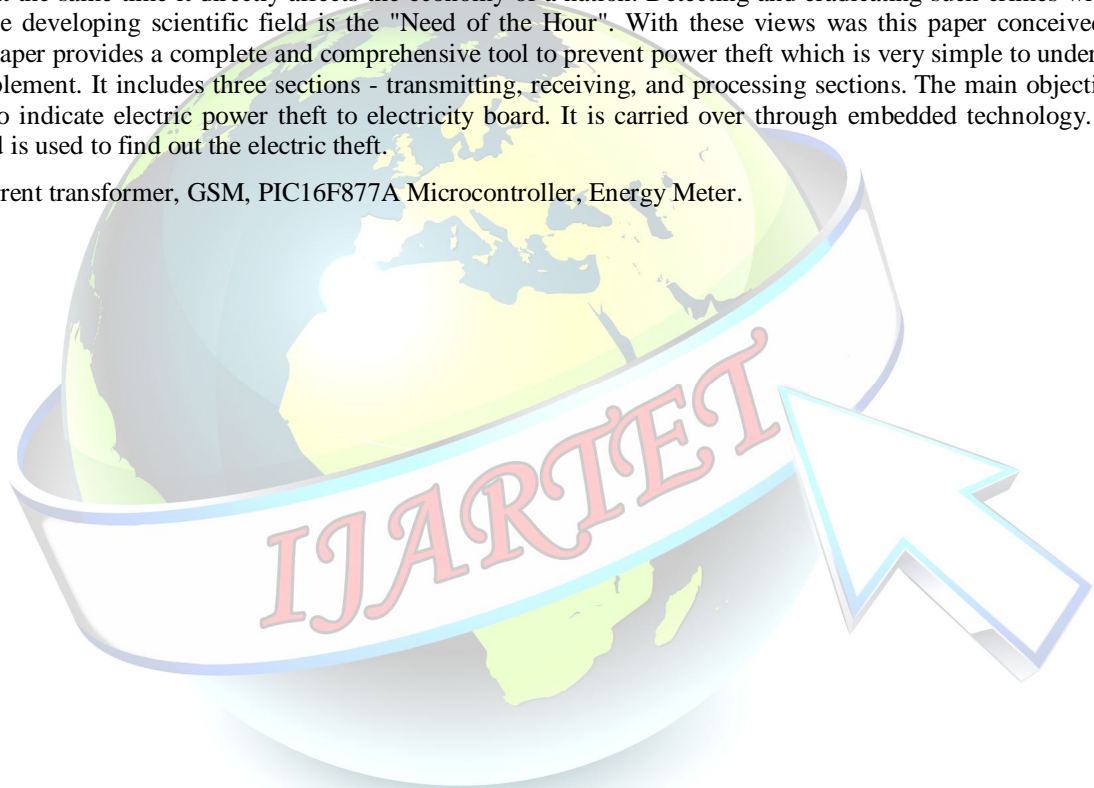 at the same time it directly affects the economy of a nation. Detecting and eradicating such crimes
e developing scientific field is the "Need of the Hour". With these views was this paper conceived
aper provides a complete and comprehensive tool to prevent power theft which is very simple to under
plement. It includes three sections - transmitting, receiving, and processing sections. The main objecti
o indicate electric power theft to electricity board. It is carried over through embedded technology.
d is used to find out the electric theft.
rrent transformer, GSM, PIC16F877A Microcontroller, Energy Meter.
IJARTET